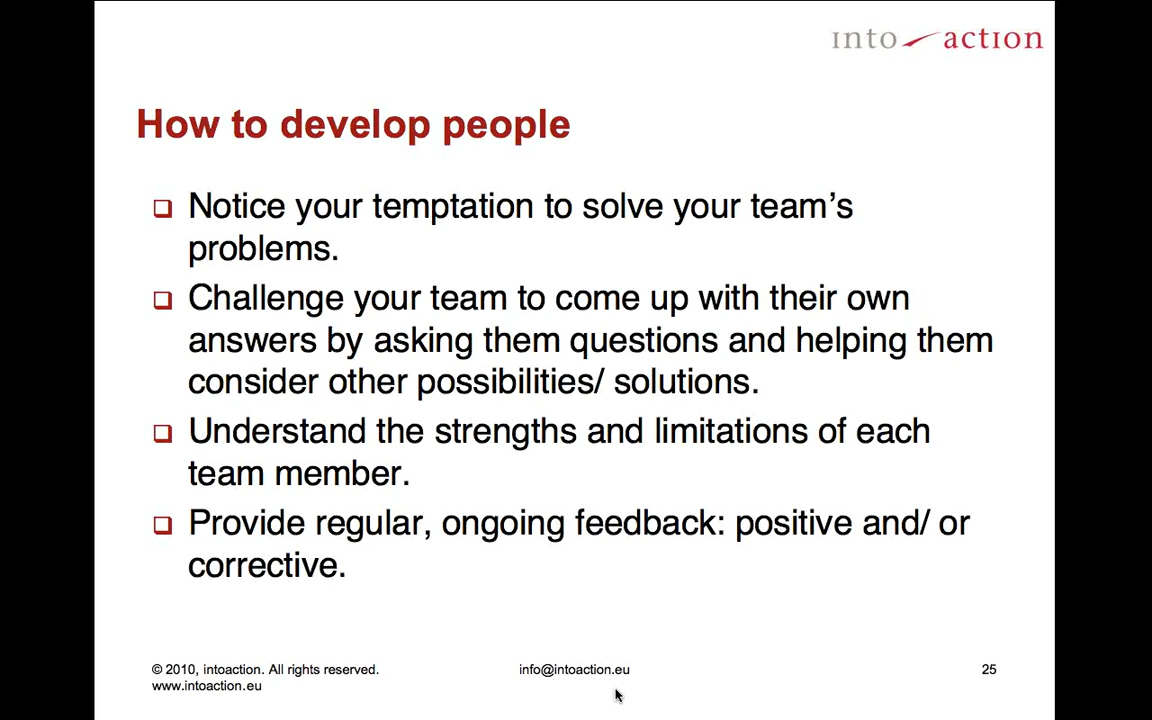 into action
How to develop people
❑ Notice your temptation to solve your team’s
problems.
❑ Challenge your team to come up with their own
answers by asking them questions and helping them
consider other possibilities/ solutions.
❑ Understand the strengths and limitations of each
team member.
❑ Provide regular, ongoing feedback: positive and/ or
corrective.
© 2010, intoaction. All rights reserved. info@intoaction.eu 25
www.intoaction.eu